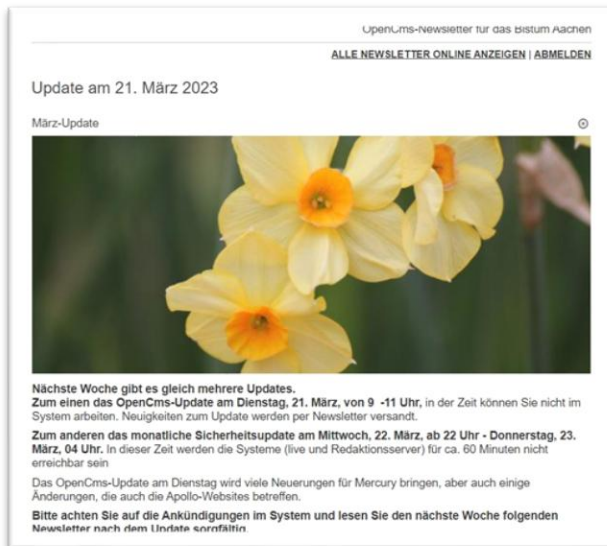 OpenCms-Newsletter für das Bistum Aachen
ALLE NEWSLETTER ONLINE ANZEIGEN | ABMELDEN
Update am 21. März 2023
März-Update
Nächste Woche gibt es gleich mehrere Updates.
Zum einen das OpenCms-Update am Dienstag, 21. März, von 9 -11 Uhr, in der Zeit können Sie nicht im
System arbeiten. Neuigkeiten zum Update werden per Newsletter versandt.
Zum anderen das monatliche Sicherheitsupdate am Mittwoch, 22. März, ab 22 Uhr - Donnerstag, 23.
März, 04 Uhr. In dieser Zeit werden die Systeme (live und Redaktionsserver) für ca. 60 Minuten nicht
erreichbar sein
Das OpenCms-Update am Dienstag wird viele Neuerungen für Mercury bringen, aber auch einige
Änderungen, die auch die Apollo-Websites betreffen.
Bitte achten Sie auf die Ankündigungen im System und lesen Sie den nächste Woche folgenden
Newsletter nach dem Update sorgfältig.